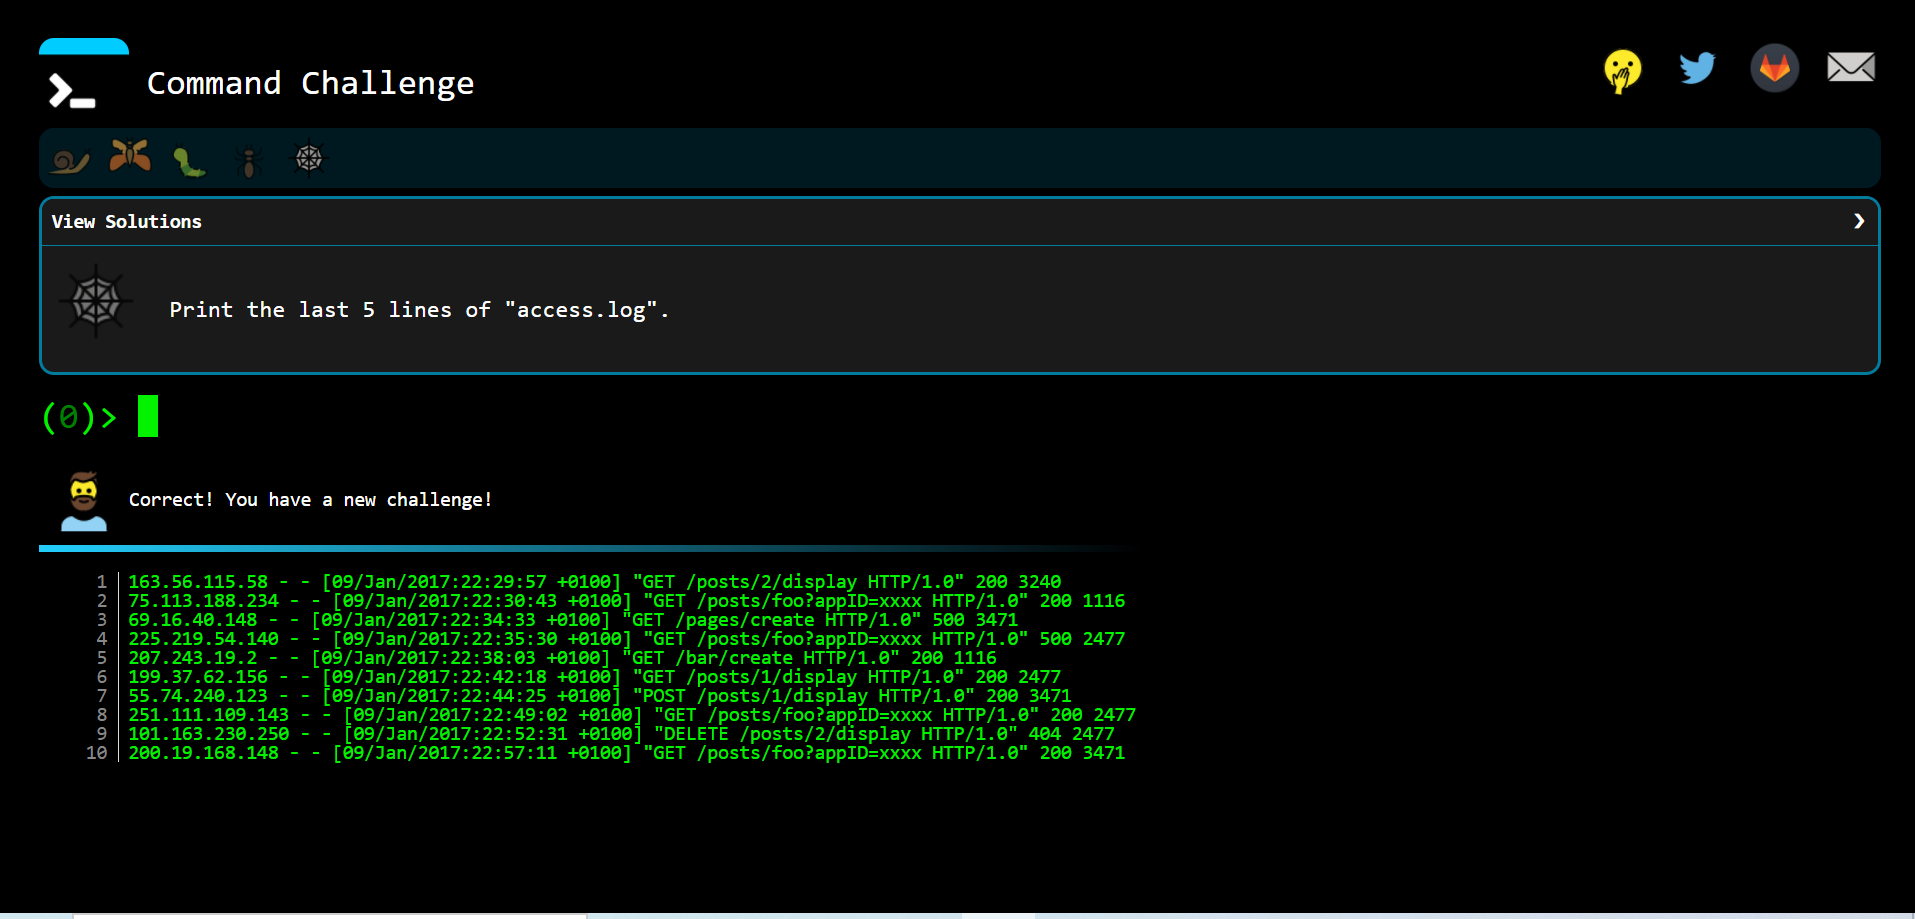 Command Challenge
View Solutions
Print the last 5 lines of "access.log".
(0)>
Correct! You have a new challenge!
1 163.56.115.58 - - [09/Jan/2017:22:29:57 +0100] "GET /posts/2/display HTTP/1.0" 200 3240
2 75.113.188.234 - - [09/Jan/2017:22:30:43 +0100] "GET /posts/foo?appID=xxxx HTTP/1.0" 200 1116
3 69.16.40.148 - - [09/Jan/2017:22:34:33 +0100] "GET /pages/create HTTP/1.0" 500 3471
4 225.219.54.140 - - [09/Jan/2017:22:35:30 +0100] "GET /posts/foo?appID=xxxx HTTP/1.0" 500 2477
5 207.243.19.2 - - [09/Jan/2017:22:38:03 +0100] "GET /bar/create HTTP/1.0" 200 1116
6 199.37.62.156 - - [09/Jan/2017:22:42:18 +0100] "GET /posts/1/display HTTP/1.0" 200 2477
7 55.74.240.123 - - [09/Jan/2017:22:44:25 +0100] "POST /posts/1/display HTTP/1.0" 200 3471
8 251.111.109.143 - - [09/Jan/2017:22:49:02 +0100] "GET /posts/foo?appID=xxxx HTTP/1.0" 200 2477
9 101.163.230.250 - - [09/Jan/2017:22:52:31 +0100] "DELETE /posts/2/display HTTP/1.0" 404 2477
10 200.19.168.148 - - [09/Jan/2017:22:57:11 +0100] "GET /posts/foo?appID=xxxx HTTP/1.0" 200 3471